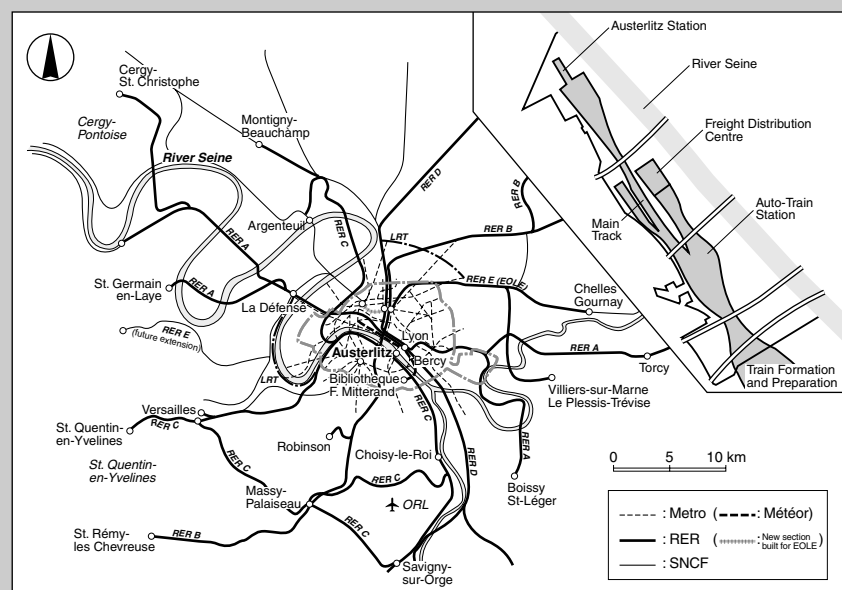 Cergy-
St. Christophe
Cergy-
Pontoise
Montigny-
Beauchamp
River Seine
Argenteuil
RER D
RER B
RER B
RER C
LRT
RER A
RER A
St. Germain
en-Laye
La Défense
RER E (EOLE)
Chelles
Gournay
RER E
(future extension)
Lyon
Austerlitz
Bercy
RER A
Torcy
LRT
Bibliothèque
F. Mitterrand
RER C
Villiers-sur-Marne
Le Plessis-Trévise
Versailles
St. Quentin
en-Yvelines
RER C
St. Quentin-
en-Yvelines
Robinson
Choisy-le-Roi
RER D
RER A
Boissy
St-Léger
RER C
RER C
Massy-
Palaiseau
RER C
ORL
St. Rémy-
les Chevreuse
RER B
Savigny-
sur-Orge
Austerlitz Station
River Seine
Freight Distribution
Centre
Auto-Train
Station
Main
Track
Train Formation
and Preparation
0 5 10 km
: Metro ( : Météor)
: RER ( : New section
built for EOLE )
: SNCF